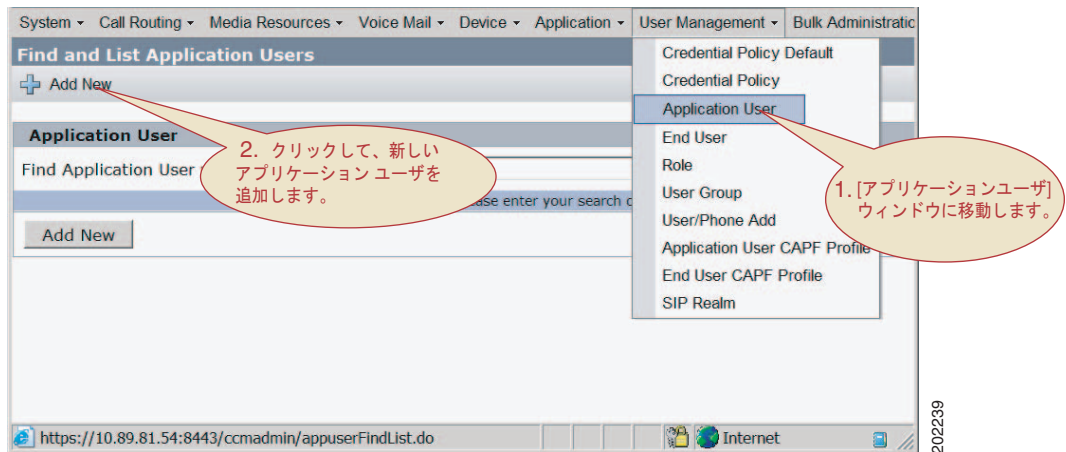 System Call Routing Media Resources Voice Mail Device Application User Management Bulk Administratic
Find and List Application Users
Add New
Application User
Find Application User
ase enter your search c
Add New
Credential Policy Default
Credential Policy
Application User
End User
Role
User Group
User/Phone Add
Application User CAPF Profile
End User CAPF Profile
SIP Realm
1. [アプリケーションユーザ]
ウィンドウに移動します。
2. クリックして、新しい
アプリケーション ユーザを
追加します。
https://10.89.81.54:8443/ccmadmin/appuserFindList.do
Internet
202239